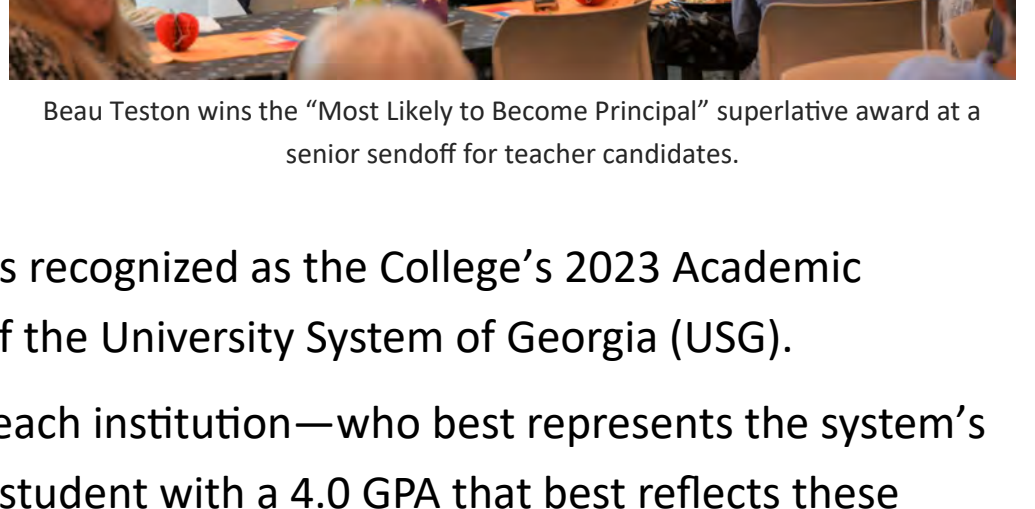 Beau Teston wins the “Most Likely to Become Principal” superlative award at a
senior sendoff for teacher candidates.
s recognized as the College’s 2023 Academic
f the University System of Georgia (USG).
each institution—who best represents the system’s
student with a 4.0 GPA that best reflects these